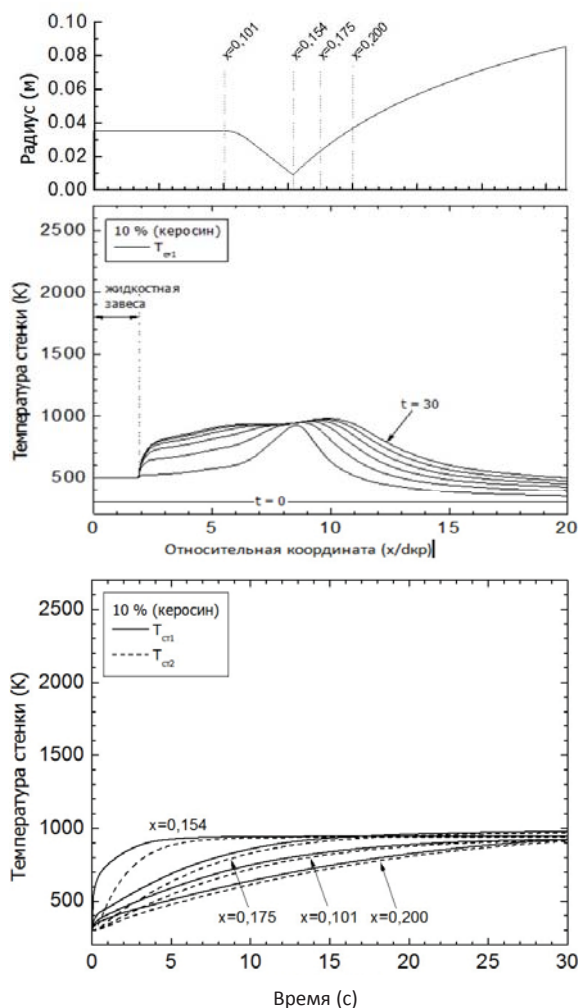 x=0,101
x=0,154
x=0,175
x=0,200
Радиус (м)
0.10
0.08
0.06
0.04
0.02
0.00
10 % (керосин)
Tст1
Температура стенки (К)
2500
2000
1500
1000
500
жидкостная
завеса
t = 30
t = 0
0 5 10 15 20
Относительная координата (x/dкр)
10 % (керосин)
Tст1
Tст2
Температура стенки (К)
2500
2000
1500
1000
500
x=0,154
x=0,175 x=0,101 x=0,200
0 5 10 15 20 25 30
Время (с)